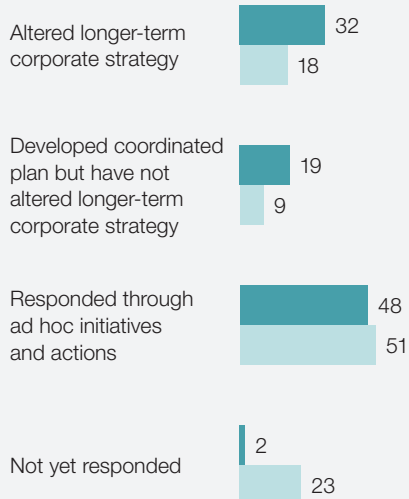 Altered longer-term
corporate strategy
32
18
Developed coordinated
plan but have not
altered longer-term
corporate strategy
19
9
Responded through
ad hoc initiatives
and actions
48
51
Not yet responded
2
23